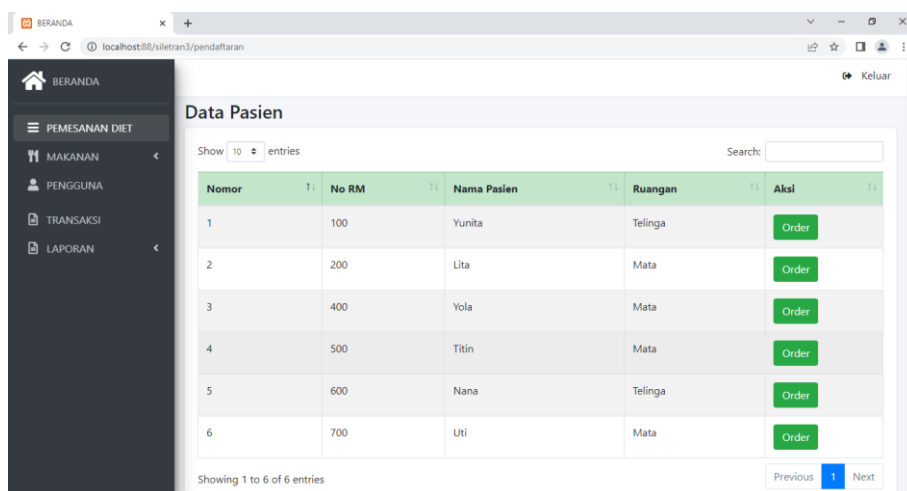 BERANDA
localhost:88/siletran3/pendaftaran
BERANDA
Keluar
Data Pasien
PEMESANAN DIET
MAKANAN
PENGGUNA
TRANSAKSI
LAPORAN
Show 10 entries
Search:
Nomor No RM Nama Pasien Ruangan Aksi
1 100 Yunita Telinga Order
2 200 Lita Mata Order
3 400 Yola Mata Order
4 500 Titin Mata Order
5 600 Nana Telinga Order
6 700 Uti Mata Order
Showing 1 to 6 of 6 entries
Previous 1 Next